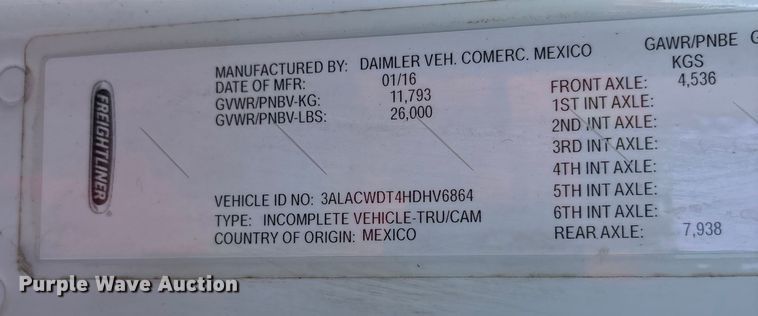 FREIGHTLINER
MANUFACTURED BY: DAIMLER VEH. COMERC. MEXICO
DATE OF MFR: 01/16
GVWR/PNBV-KG: 11,793
GVWR/PNBV-LBS: 26,000
VEHICLE ID NO: 3ALACWDT4HDHV6864
TYPE: INCOMPLETE VEHICLE-TRU/CAM
COUNTRY OF ORIGIN: MEXICO
GAWR/PNBE G
KGS
FRONT AXLE: 4,536
1ST INT AXLE:
2ND INT AXLE:
3RD INT AXLE:
4TH INT AXLE:
5TH INT AXLE:
6TH INT AXLE:
REAR AXLE: 7,938
Purple Wave Auction